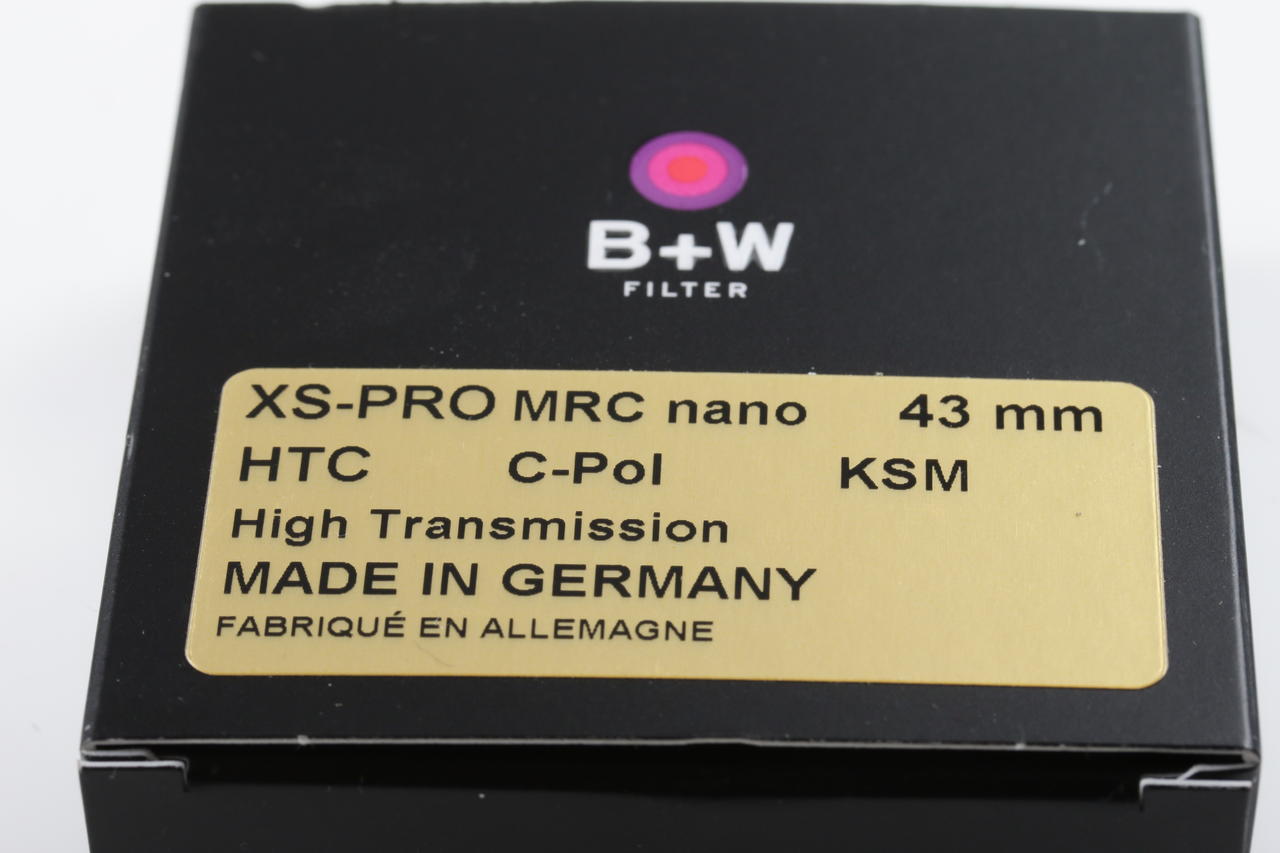 B+W
FILTER
XS-PRO MRC nano 43 mm
HTC C-Pol KSM
High Transmission
MADE IN GERMANY
FABRIQUÉ EN ALLEMAGNE